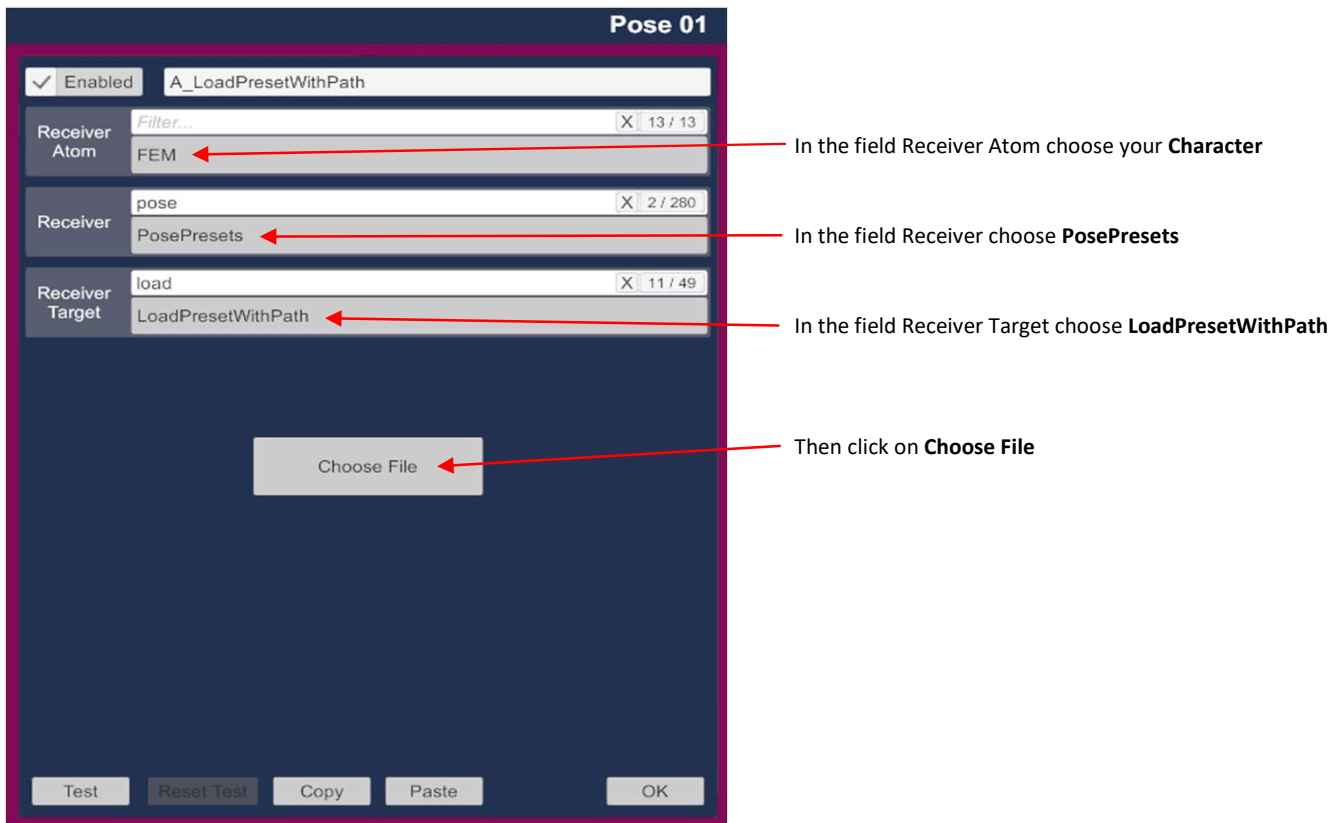 Pose 01
Enabled
A_LoadPresetWithPath
Receiver Atom
Filter...
X 13 / 13
FEM
In the field Receiver Atom choose your Character
Receiver
pose
X 2 / 280
PosePresets
In the field Receiver choose PosePresets
Receiver Target
load
X 11 / 49
LoadPresetWithPath
In the field Receiver Target choose LoadPresetWithPath
Choose File
Then click on Choose File
Test
Reset Test
Copy
Paste
OK